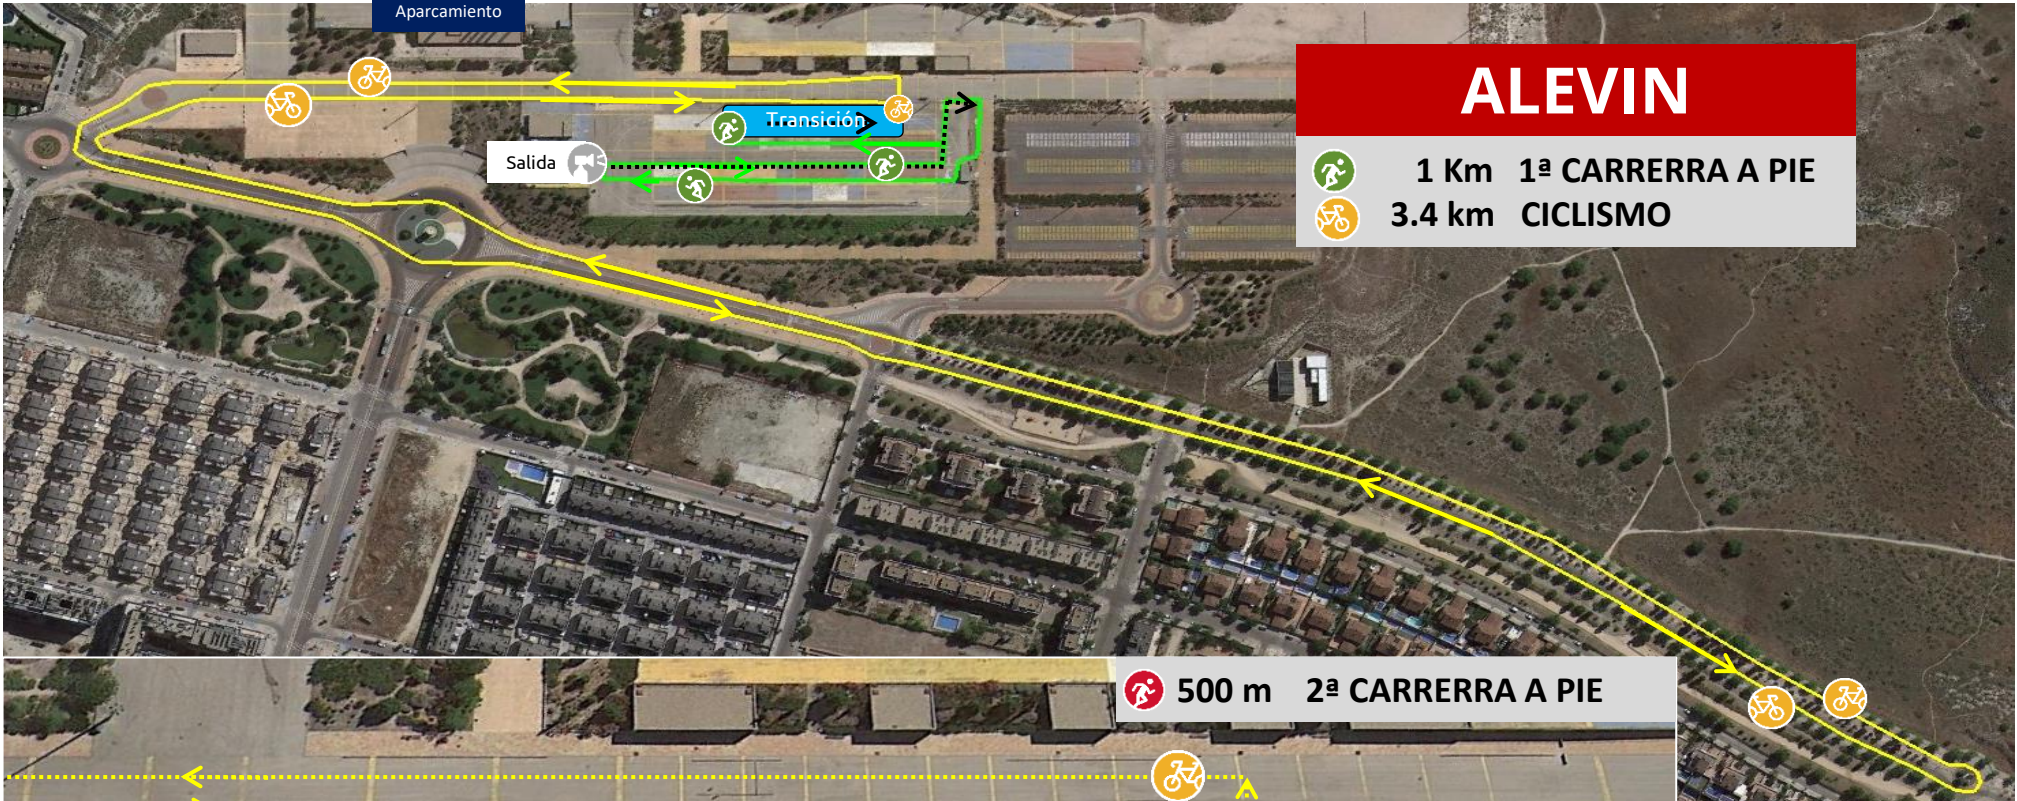 Aparcamiento
ALEVIN
1 Km 1ª CARRERRA A PIE
3.4 km CICLISMO
Transición
Salida
500 m 2ª CARRERRA A PIE